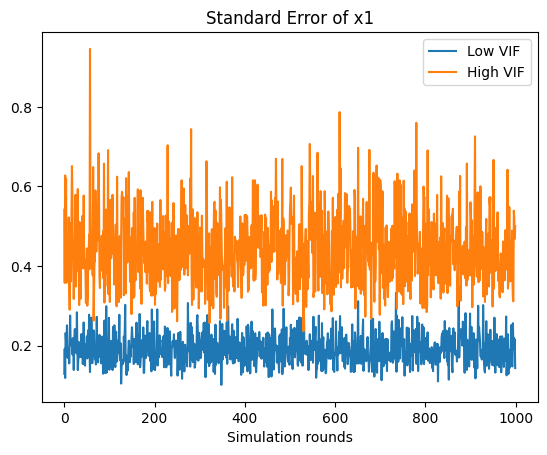 Standard Error of x1
Low VIF
High VIF
0.8
0.6
0.4
0.2
0 200 400 600 800 1000
Simulation rounds